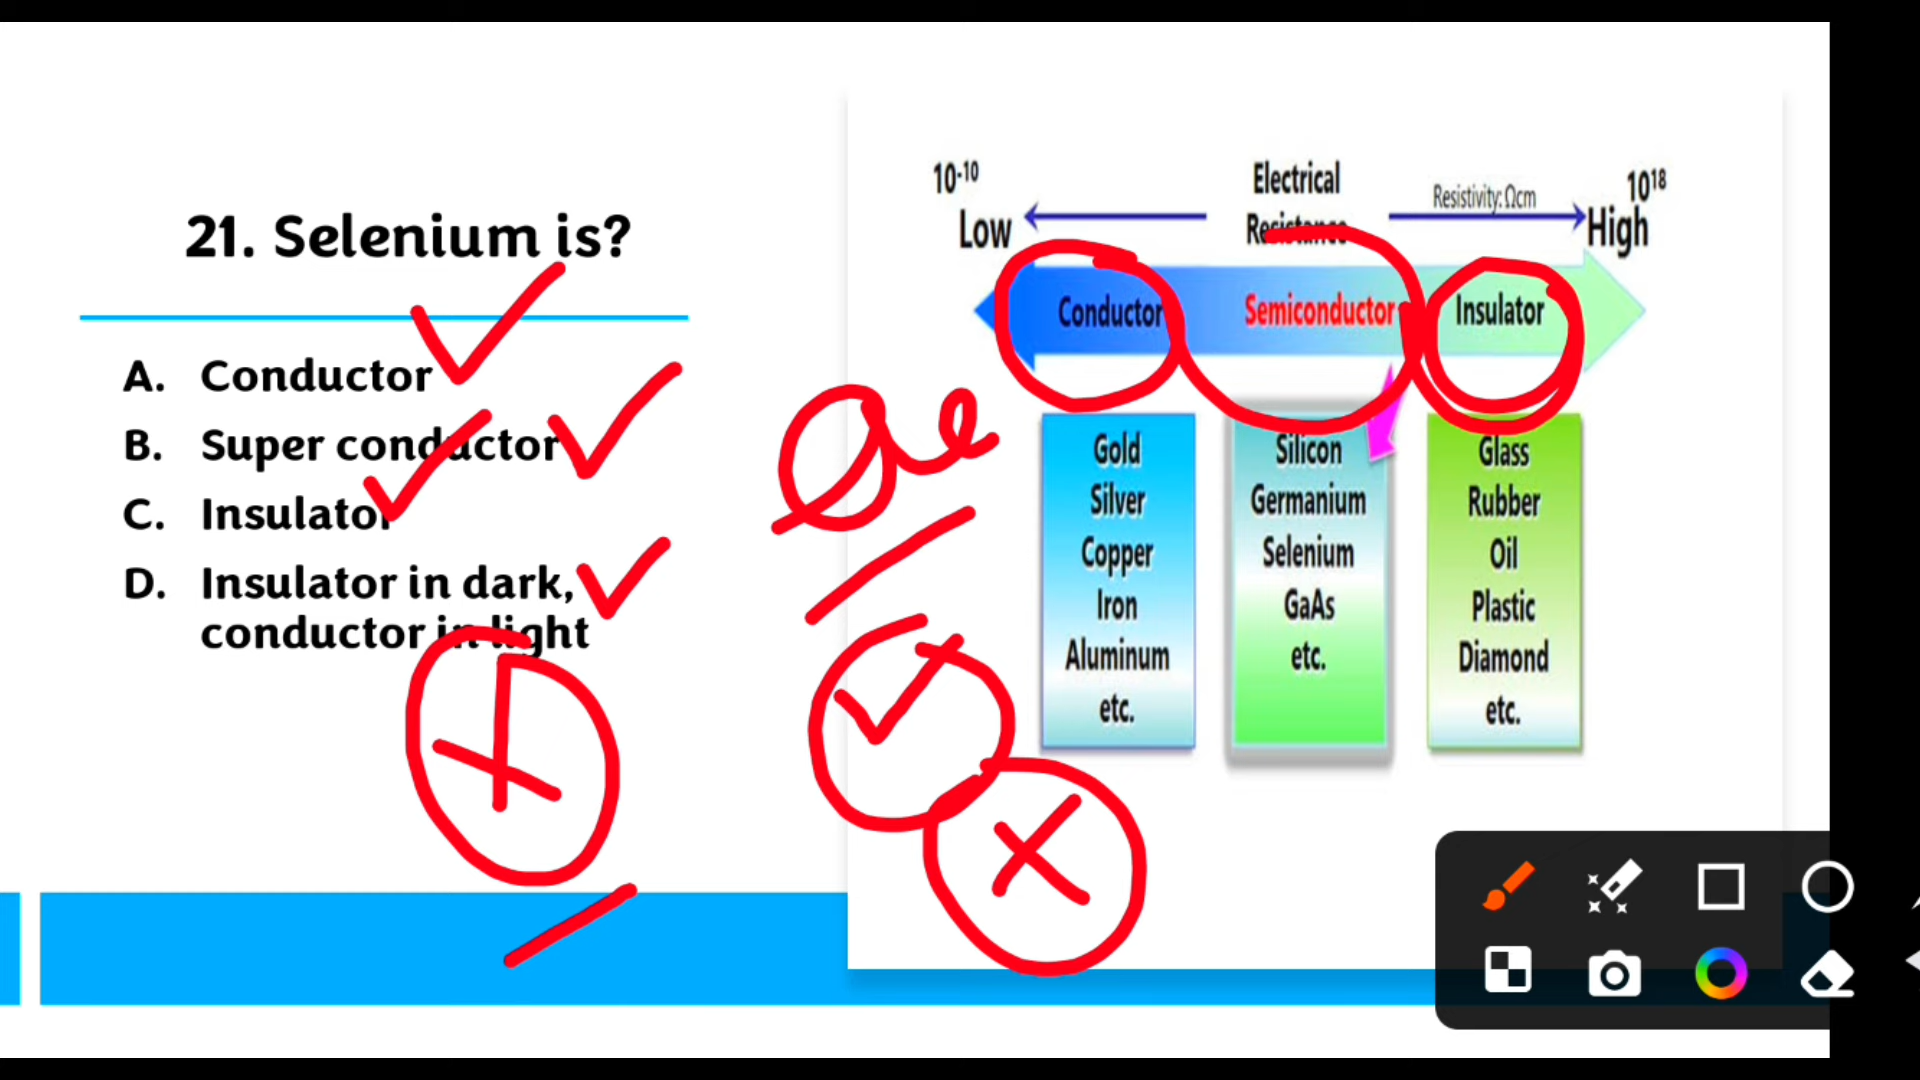 21. Selenium is?
A. Conductor
B. Super conductor
C. Insulator
D. Insulator in dark,
conductor in light
10-10
Low
Electrical
Resistance
Resistivity: Ωcm
1018
High
Conductor
Semiconductor
Insulator
Gold
Silver
Copper
Iron
Aluminum
etc.
Silicon
Germanium
Selenium
GaAs
etc.
Glass
Rubber
Oil
Plastic
Diamond
etc.